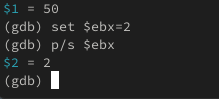 $1 = 50
(gdb) set $ebx=2
(gdb) p/s $ebx
$2 = 2
(gdb)